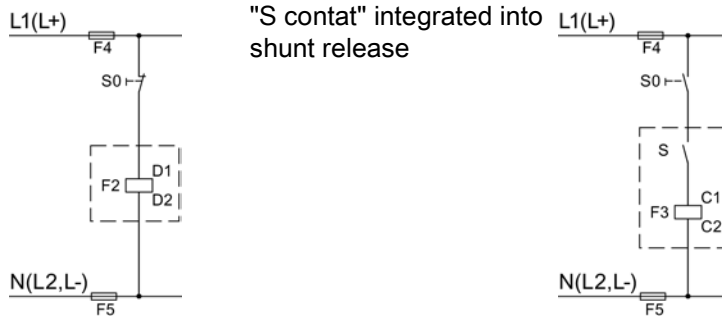 L1(L+)
F4
S0
F2
D1
D2
N(L2,L-)
F5
"S contat" integrated into
shunt release
L1(L+)
F4
S0
S
F3
C1
C2
N(L2,L-)
F5